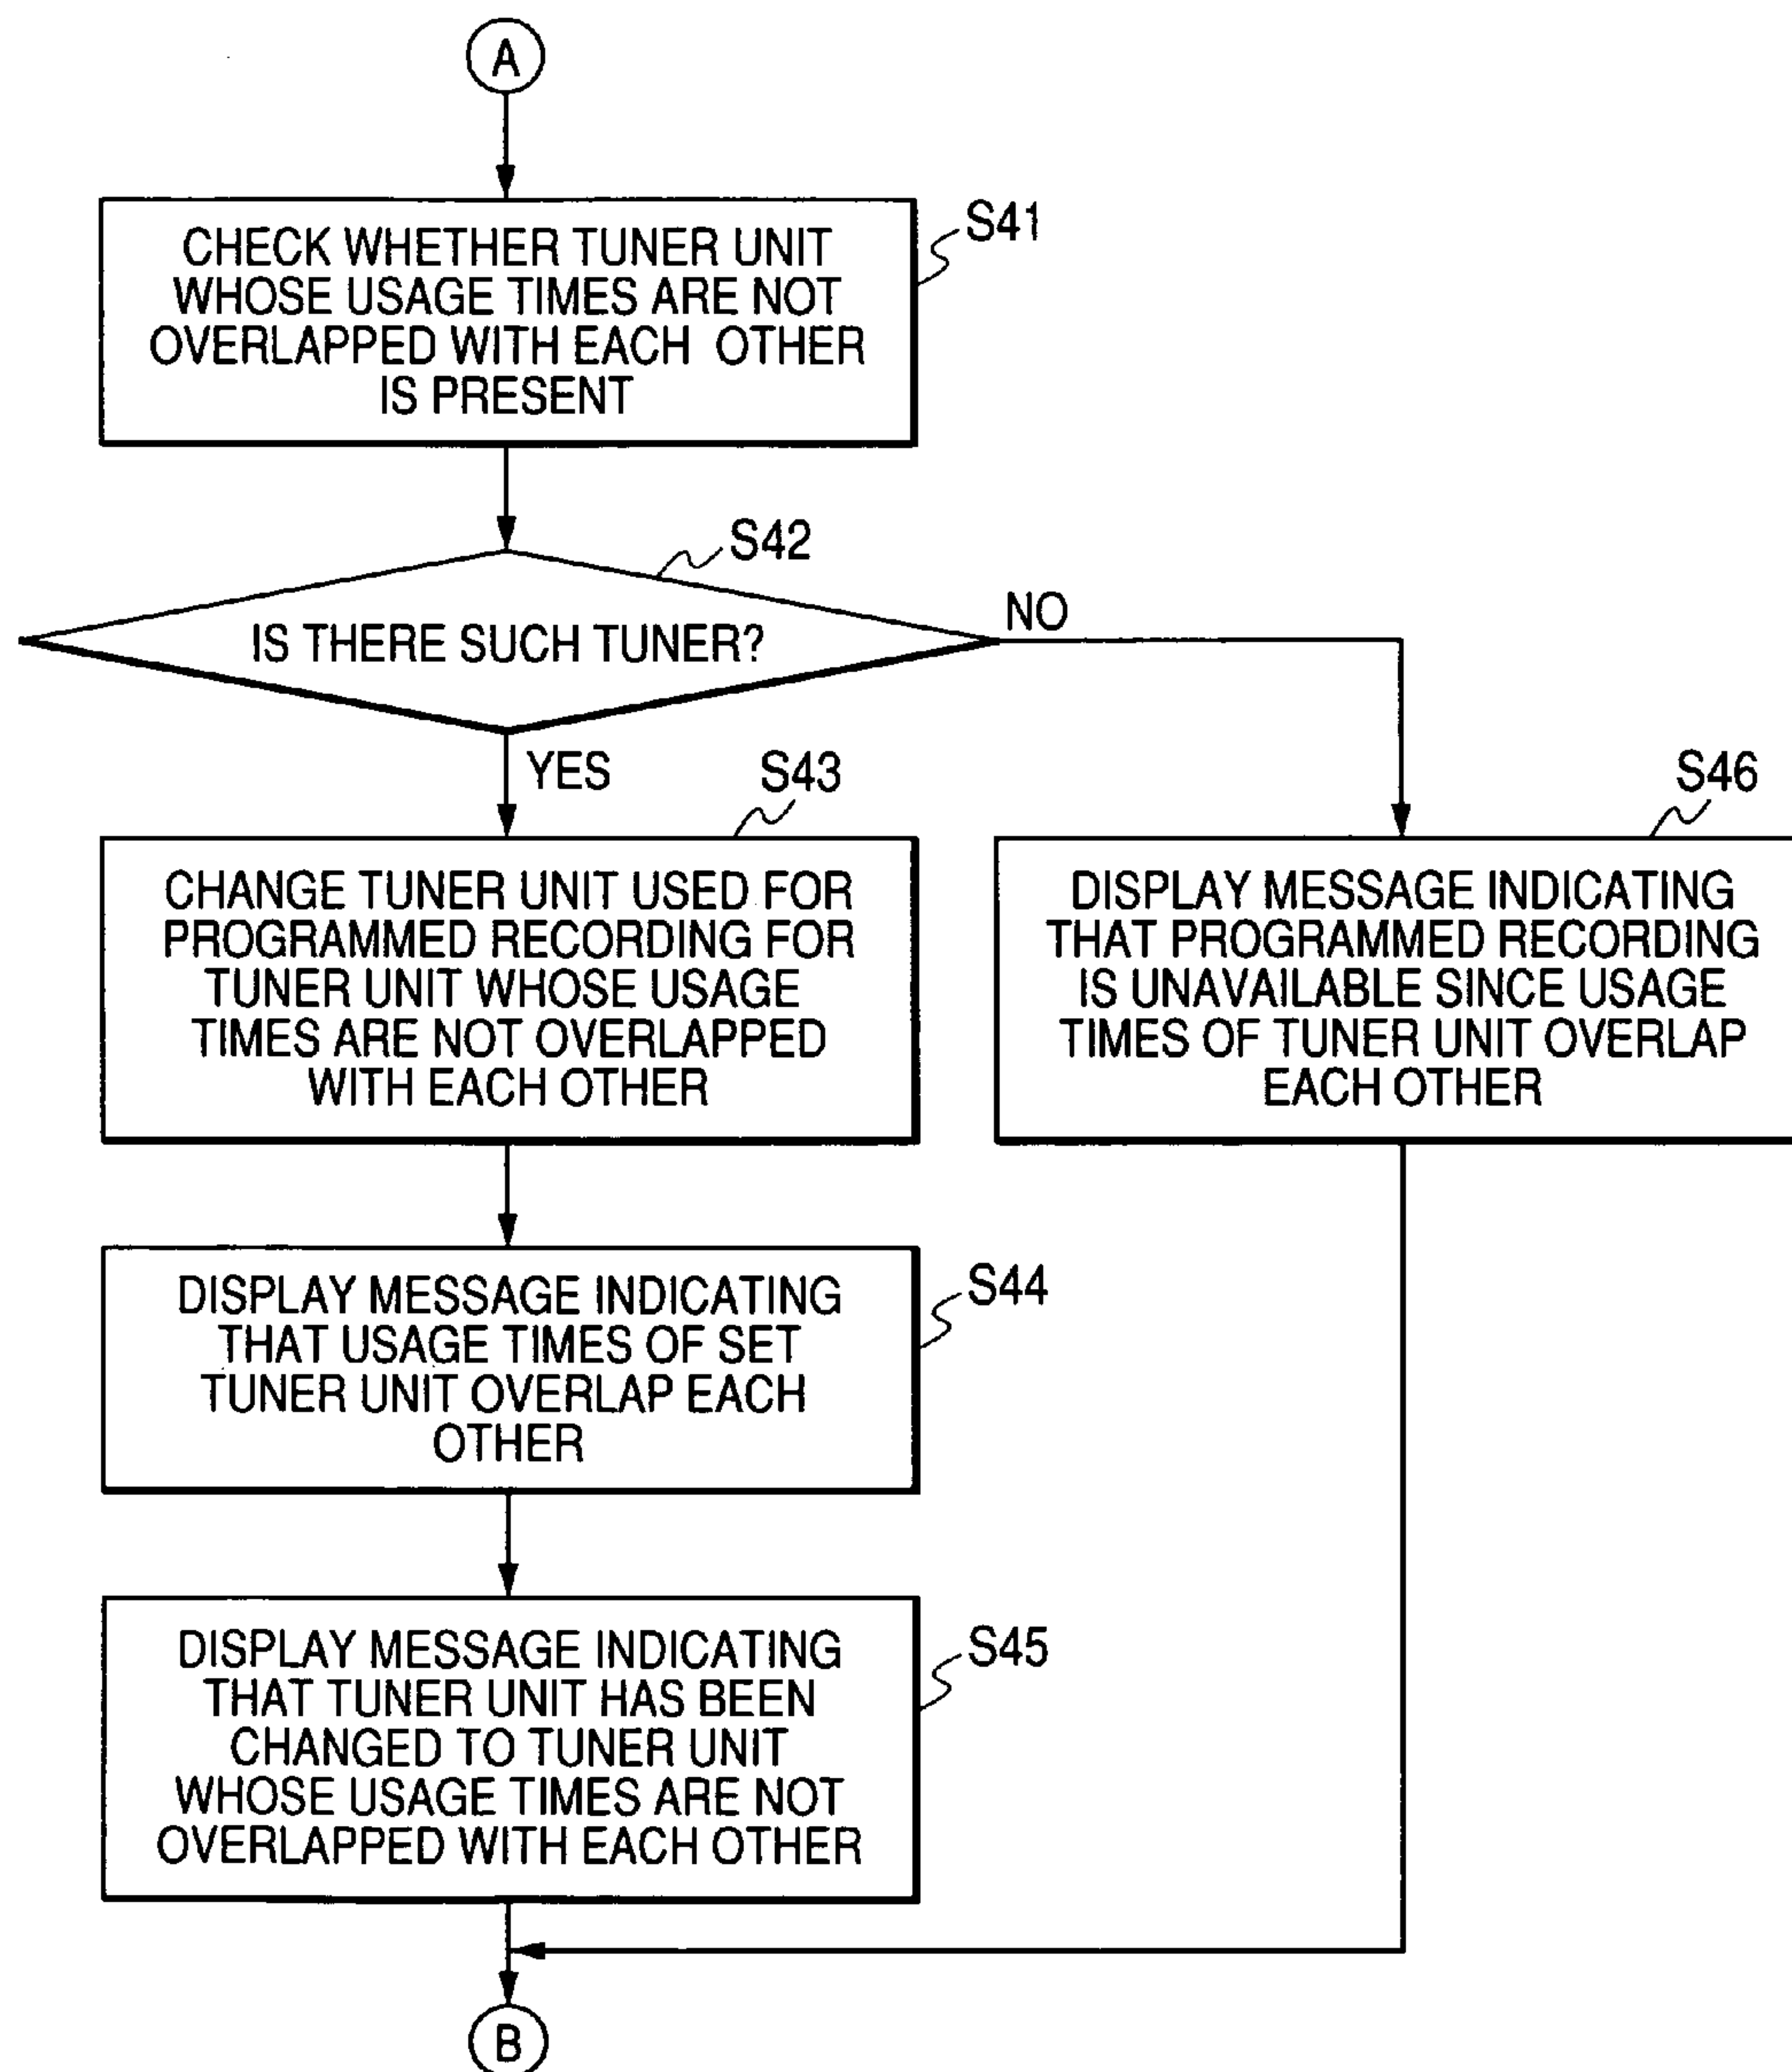 A
S41
CHECK WHETHER TUNER UNIT
WHOSE USAGE TIMES ARE NOT
OVERLAPPED WITH EACH OTHER
IS PRESENT
S42
IS THERE SUCH TUNER?
NO
YES
S43
CHANGE TUNER UNIT USED FOR
PROGRAMMED RECORDING FOR
TUNER UNIT WHOSE USAGE
TIMES ARE NOT OVERLAPPED
WITH EACH OTHER
S46
DISPLAY MESSAGE INDICATING
THAT PROGRAMMED RECORDING
IS UNAVAILABLE SINCE USAGE
TIMES OF TUNER UNIT OVERLAP
EACH OTHER
S44
DISPLAY MESSAGE INDICATING
THAT USAGE TIMES OF SET
TUNER UNIT OVERLAP EACH
OTHER
S45
DISPLAY MESSAGE INDICATING
THAT TUNER UNIT HAS BEEN
CHANGED TO TUNER UNIT
WHOSE USAGE TIMES ARE NOT
OVERLAPPED WITH EACH OTHER
B